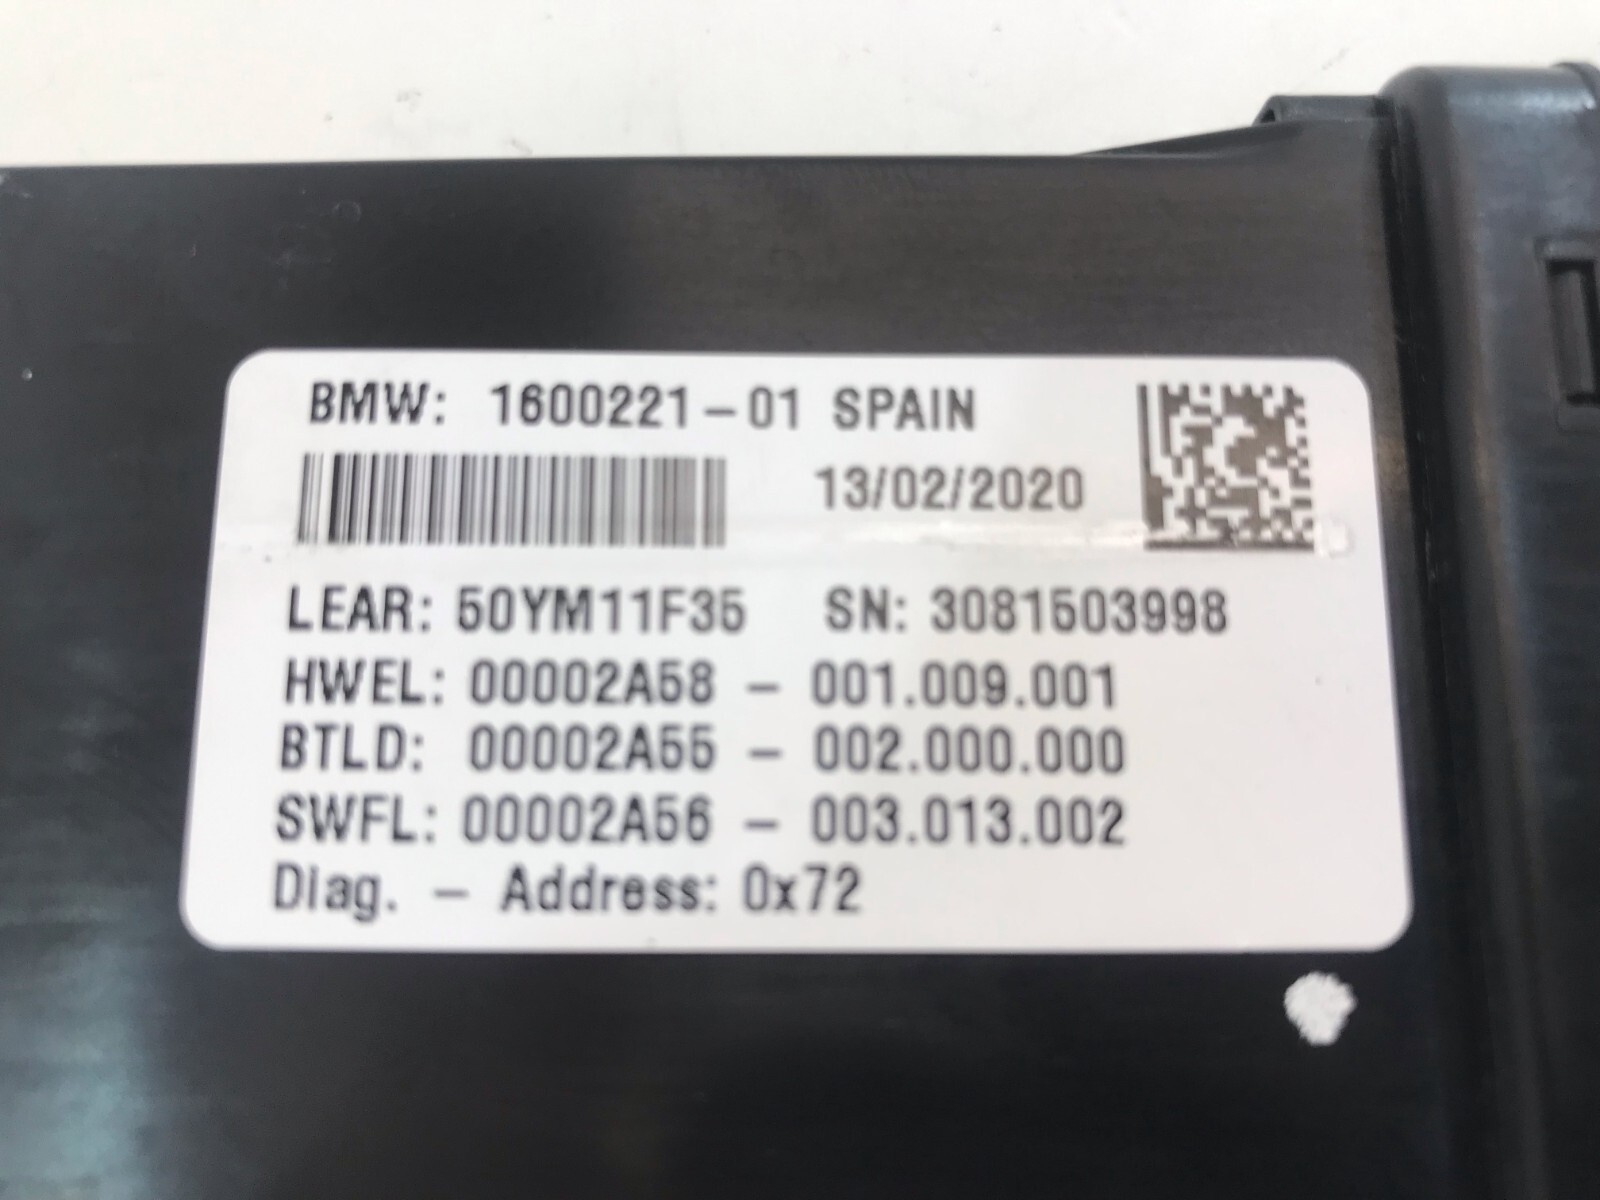 BMW: 1600221-01 SPAIN
13/02/2020
LEAR: 50YM11F35 SN: 3081503998
HWEL: 00002A58 - 001.009.001
BTLD: 00002A55 - 002.000.000
SWFL: 00002A56 - 003.013.002
Diag. - Address: 0x72